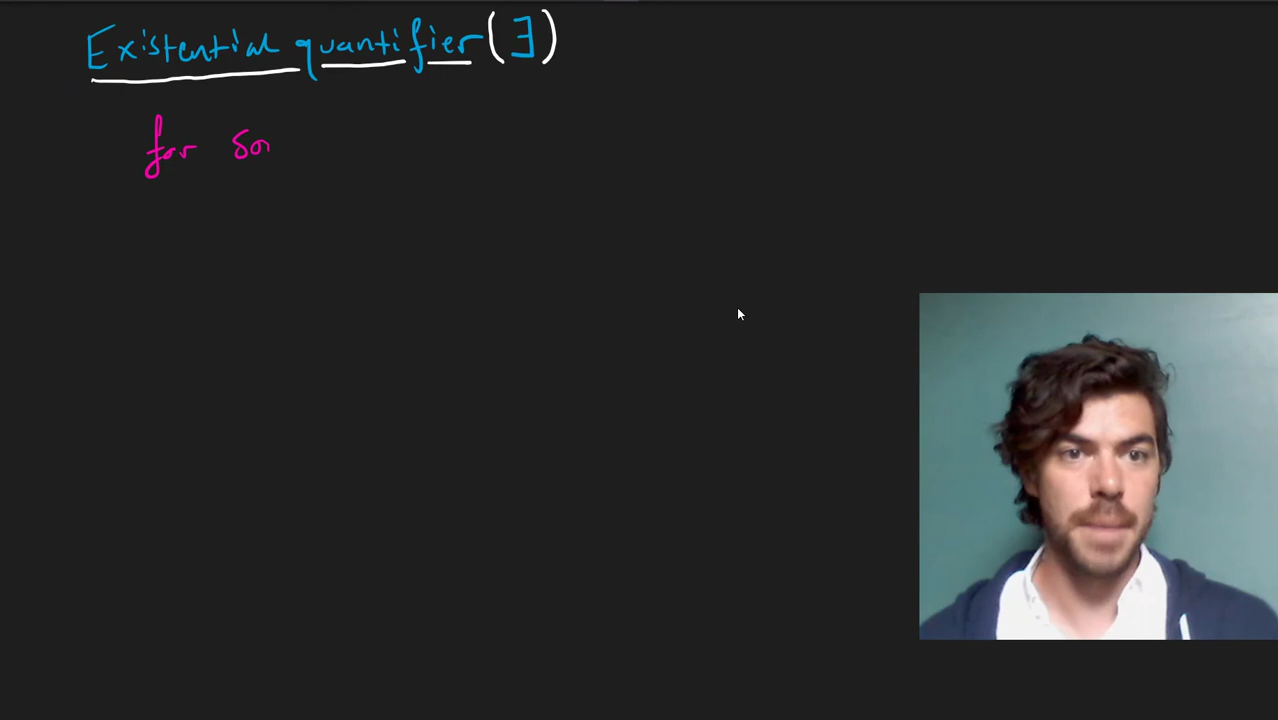 Existential quantifier (∃)
for so